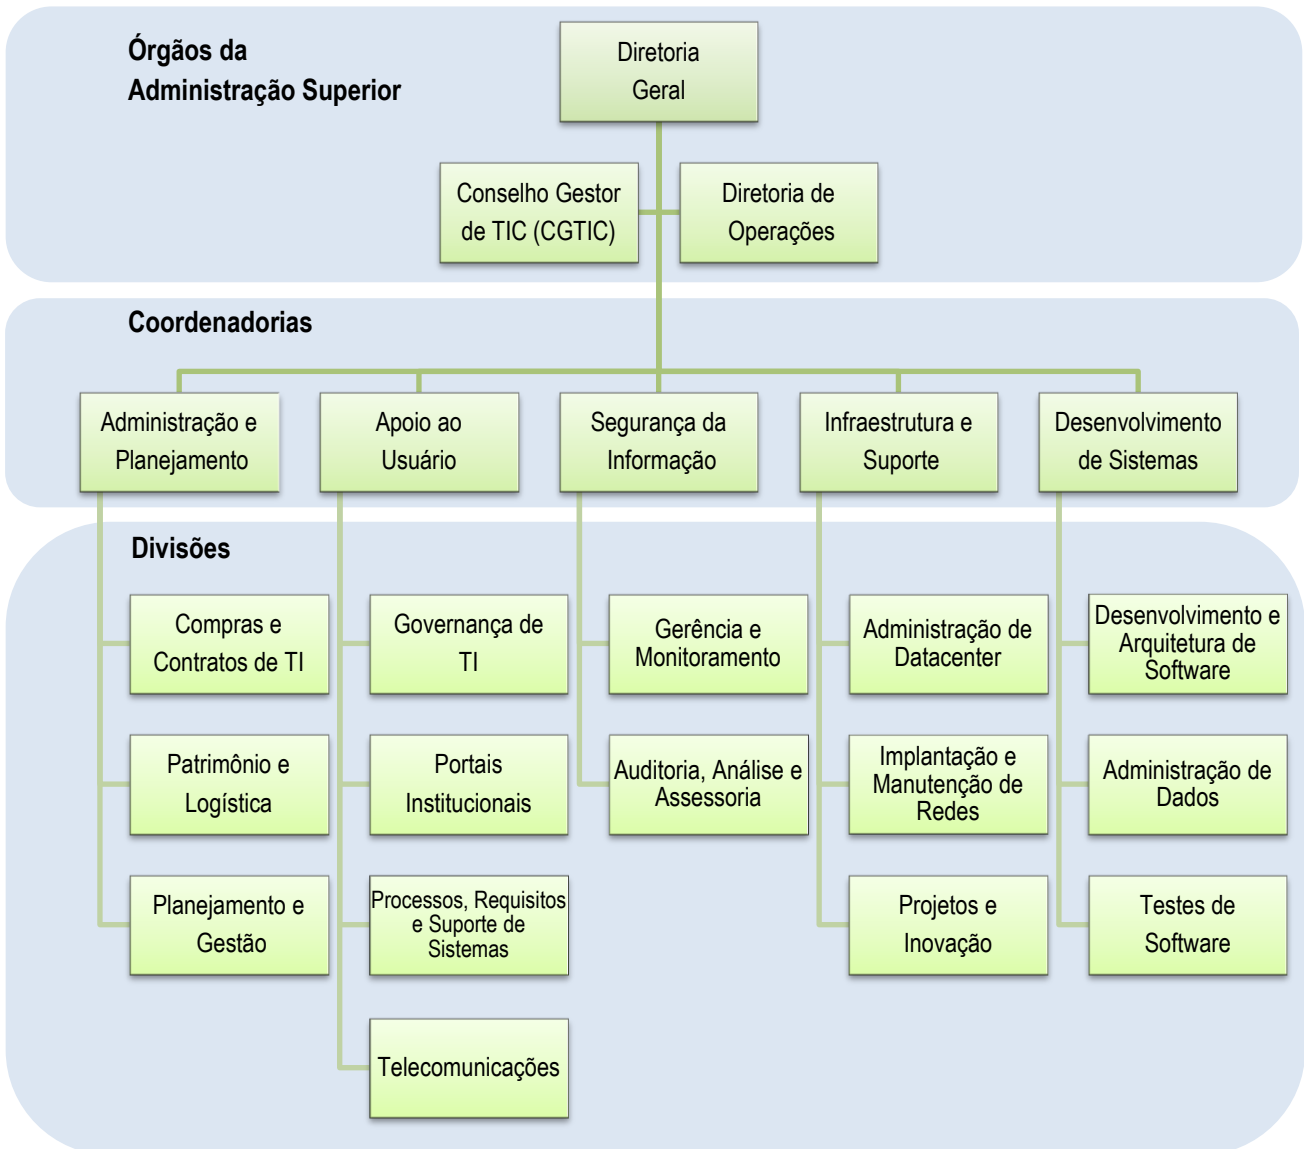 Órgãos da
Administração Superior
Diretoria
Geral
Conselho Gestor
de TIC (CGTIC)
Diretoria de
Operações
Coordenadorias
Administração e
Planejamento
Apoio ao
Usuário
Segurança da
Informação
Infraestrutura e
Suporte
Desenvolvimento
de Sistemas
Divisões
Compras e
Contratos de TI
Patrimônio e
Logística
Planejamento e
Gestão
Governança de
TI
Portais
Institucionais
Processos, Requisitos
e Suporte de
Sistemas
Telecomunicações
Gerência e
Monitoramento
Auditoria, Análise e
Assessoria
Administração de
Datacenter
Implantação e
Manutenção de
Redes
Projetos e
Inovação
Desenvolvimento e
Arquitetura de
Software
Administração de
Dados
Testes de
Software